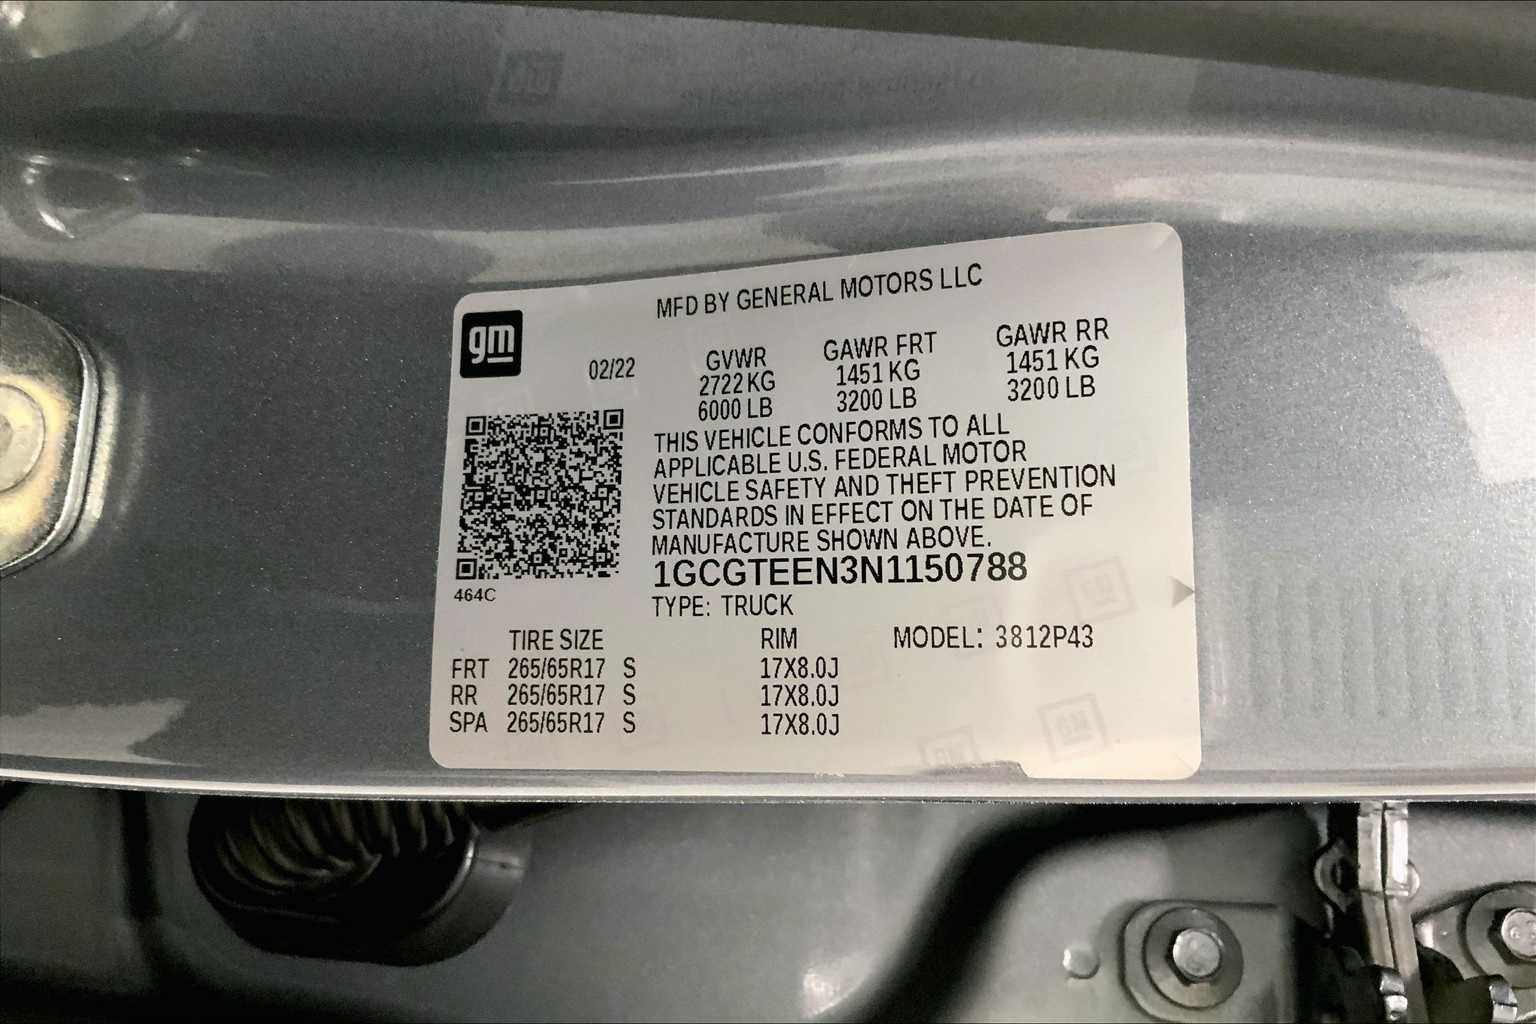 MFD BY GENERAL MOTORS LLC
gm
02/22
GVWR GAWR FRT GAWR RR
2722 KG 1451 KG 1451 KG
6000 LB 3200 LB 3200 LB
THIS VEHICLE CONFORMS TO ALL
APPLICABLE U.S. FEDERAL MOTOR
VEHICLE SAFETY AND THEFT PREVENTION
STANDARDS IN EFFECT ON THE DATE OF
MANUFACTURE SHOWN ABOVE.
1GCGTEEN3N1150788
464C
TYPE: TRUCK
TIRE SIZE RIM MODEL: 3812P43
FRT 265/65R17 S 17X8.0J
RR 265/65R17 S 17X8.0J
SPA 265/65R17 S 17X8.0J